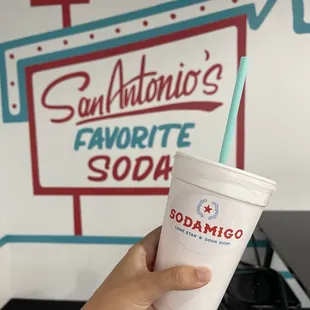 San Antonio's
FAVORITE
SODA
SODAMIGO
LONE STAR ★ SODA SHOP